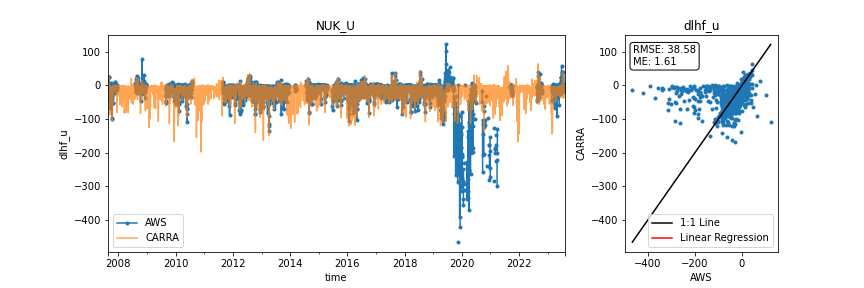 NUK_U
dlhf_u
100
0
−100
−200
−300
−400
dlhf_u
AWS
CARRA
2008
2010
2012
2014
2016
2018
2020
2022
time
dlhf_u
RMSE: 38.58
ME: 1.61
100
0
−100
−200
−300
−400
CARRA
1:1 Line
Linear Regression
−400
−200
0
AWS